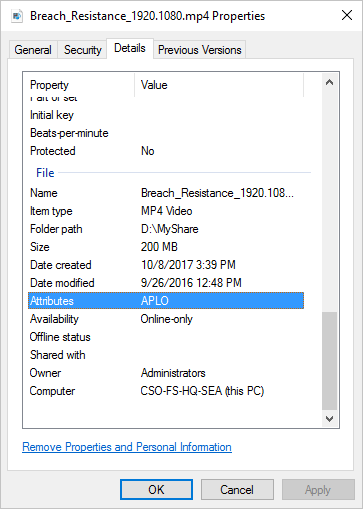 Breach_Resistance_1920.1080.mp4 Properties
General Security Details Previous Versions
Property Value
Part of set
Initial key
Beats-per-minute
Protected No
File
Name Breach_Resistance_1920.108...
Item type MP4 Video
Folder path D:\MyShare
Size 200 MB
Date created 10/8/2017 3:39 PM
Date modified 9/26/2016 12:48 PM
Attributes APLO
Availability Online-only
Offline status
Shared with
Owner Administrators
Computer CSO-FS-HQ-SEA (this PC)
Remove Properties and Personal Information
OK Cancel Apply